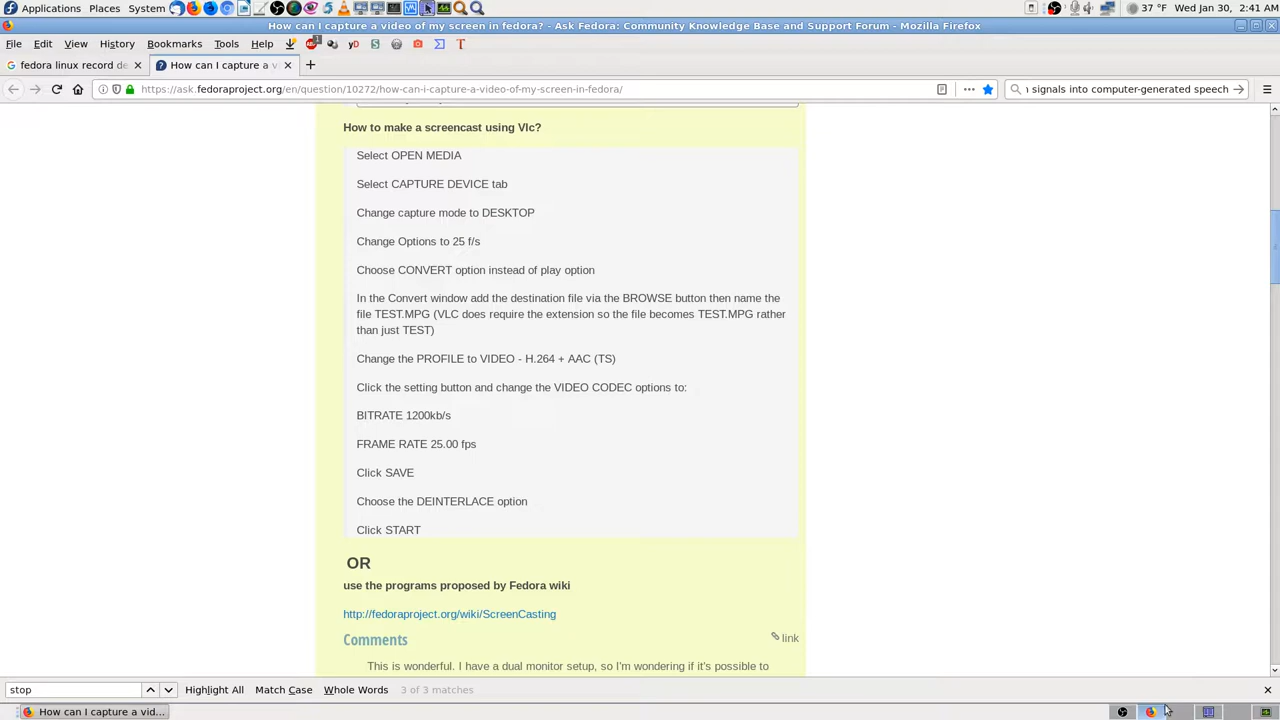 Applications Places System 37 °F Wed Jan 30, 2:41 AM
How can I capture a video of my screen in fedora? - Ask Fedora: Community Knowledge Base and Support Forum - Mozilla Firefox
File Edit View History Bookmarks Tools Help 1 yD S T
fedora linux record de How can I capture a v
https://ask.fedoraproject.org/en/question/10272/how-can-i-capture-a-video-of-my-screen-in-fedora/ signals into computer-generated speech
How to make a screencast using Vlc?
Select OPEN MEDIA
Select CAPTURE DEVICE tab
Change capture mode to DESKTOP
Change Options to 25 f/s
Choose CONVERT option instead of play option
In the Convert window add the destination file via the BROWSE button then name the
file TEST.MPG (VLC does require the extension so the file becomes TEST.MPG rather
than just TEST)
Change the PROFILE to VIDEO - H.264 + AAC (TS)
Click the setting button and change the VIDEO CODEC options to:
BITRATE 1200kb/s
FRAME RATE 25.00 fps
Click SAVE
Choose the DEINTERLACE option
Click START
OR
use the programs proposed by Fedora wiki
http://fedoraproject.org/wiki/ScreenCasting
Comments link
This is wonderful. I have a dual monitor setup, so I'm wondering if it's possible to
stop Highlight All Match Case Whole Words 3 of 3 matches
How can I capture a vid...